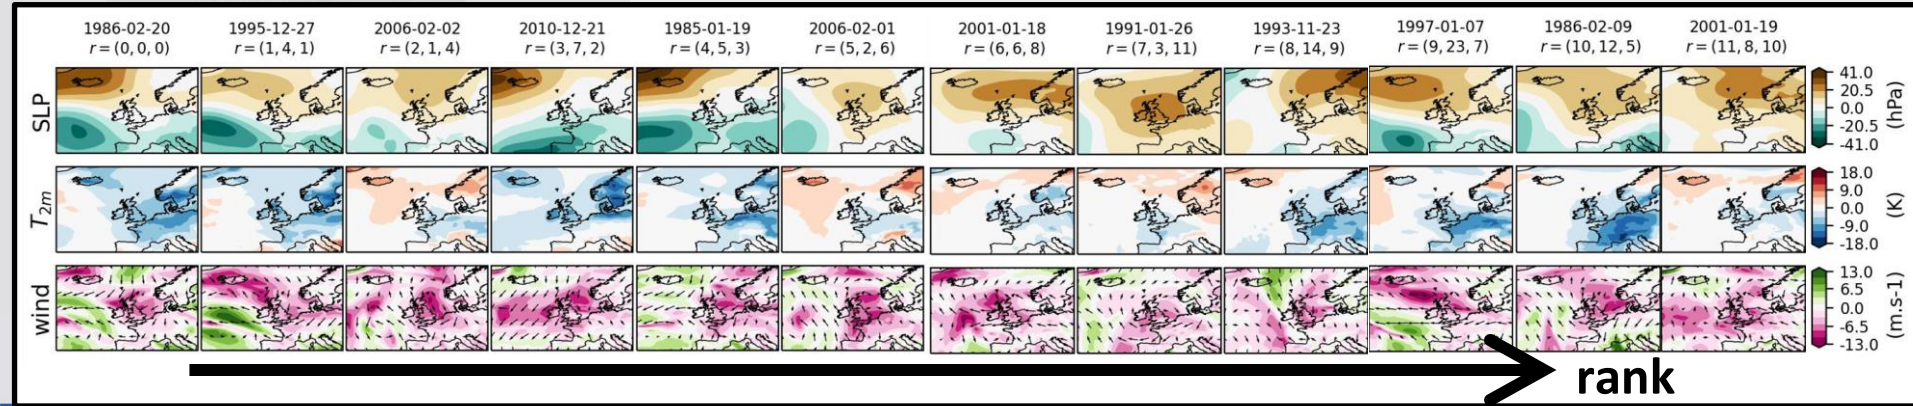 1986-02-20 1995-12-27 2006-02-02 2010-12-21 1985-01-19 2006-02-01 2001-01-18 1991-01-26 1993-11-23 1997-01-07 1986-02-09 2001-01-19
r = (0, 0, 0) r = (1, 4, 1) r = (2, 1, 4) r = (3, 7, 2) r = (4, 5, 3) r = (5, 2, 6) r = (6, 6, 8) r = (7, 3, 11) r = (8, 14, 9) r = (9, 23, 7) r = (10, 12, 5) r = (11, 8, 10)
SLP
41.0
20.5
0.0
-20.5
-41.0
(hPa)
T2m
18.0
9.0
0.0
-9.0
-18.0
(K)
wind
13.0
6.5
0.0
-6.5
-13.0
(m.s-1)
rank